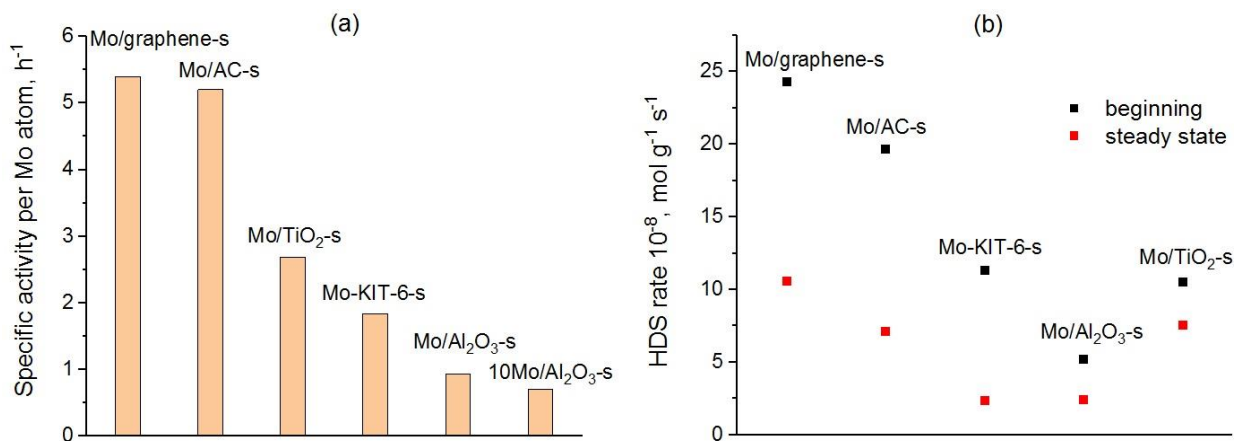 (a)
Specific activity per Mo atom, h⁻¹
6
5
4
3
2
1
0
Mo/graphene-s
Mo/AC-s
Mo/TiO₂-s
Mo-KIT-6-s
Mo/Al₂O₃-s
10Mo/Al₂O₃-s
(b)
HDS rate 10⁻⁸, mol g⁻¹ s⁻¹
25
20
15
10
5
0
Mo/graphene-s
Mo/AC-s
Mo-KIT-6-s
Mo/Al₂O₃-s
Mo/TiO₂-s
beginning
steady state